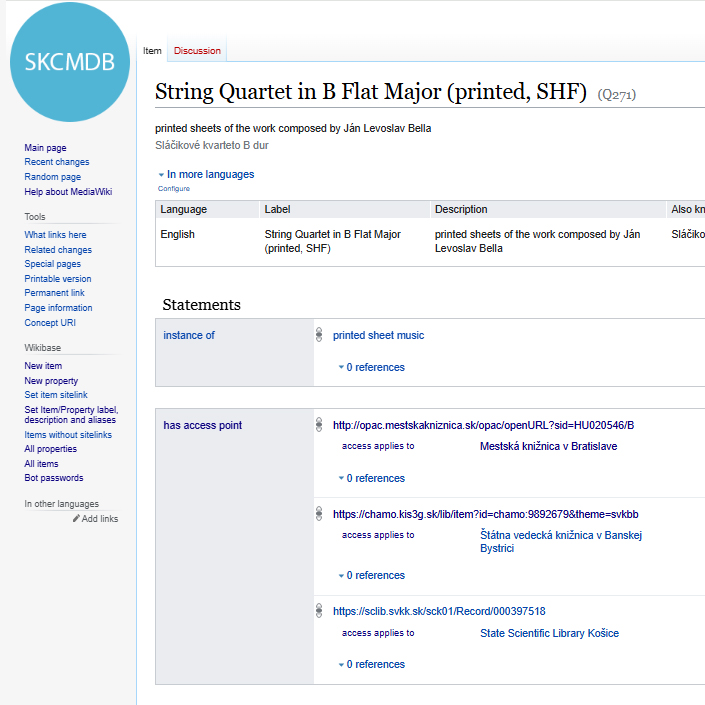 SKCMDB
Main page
Recent changes
Random page
Help about MediaWiki
Tools
What links here
Related changes
Special pages
Printable version
Permanent link
Page information
Concept URI
Wikibase
New item
New property
Set item sitelink
Set Item/Property label,
description and aliases
Items without sitelinks
All properties
All items
Bot passwords
In other languages
Add links
Item Discussion
String Quartet in B Flat Major (printed, SHF) (Q271)
printed sheets of the work composed by Ján Levoslav Bella
Sláčikové kvarteto B dur
In more languages
Configure
Language Label Description Also kn
English String Quartet in B Flat Major printed sheets of the work composed by Ján Sláčiko
(printed, SHF) Levoslav Bella
Statements
instance of printed sheet music
0 references
has access point http://opac.mestskakniznica.sk/opac/openURL?sid=HU020546/B
access applies to Mestská knižnica v Bratislave
0 references
https://chamo.kis3g.sk/lib/item?id=chamo:9892679&theme=svkbb
access applies to Štátna vedecká knižnica v Banskej
Bystrici
0 references
https://sclib.svkk.sk/sck01/Record/000397518
access applies to State Scientific Library Košice
0 references